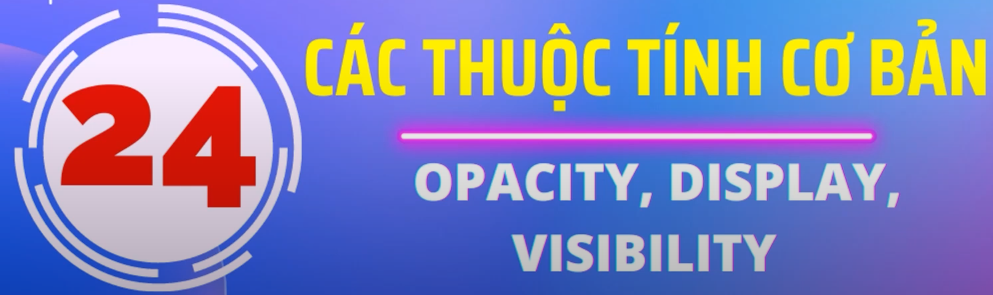 24
CÁC THUỘC TÍNH CƠ BẢN
OPACITY, DISPLAY,
VISIBILITY